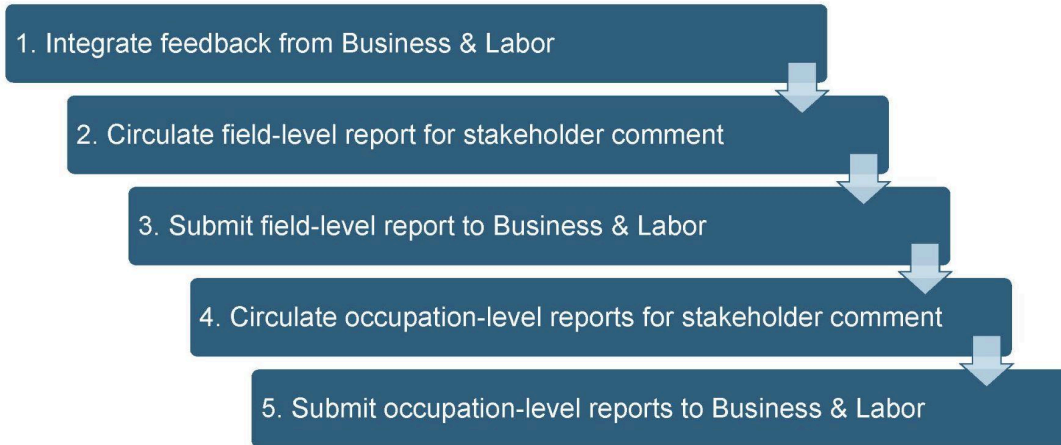 1. Integrate feedback from Business & Labor
2. Circulate field-level report for stakeholder comment
3. Submit field-level report to Business & Labor
4. Circulate occupation-level reports for stakeholder comment
5. Submit occupation-level reports to Business & Labor